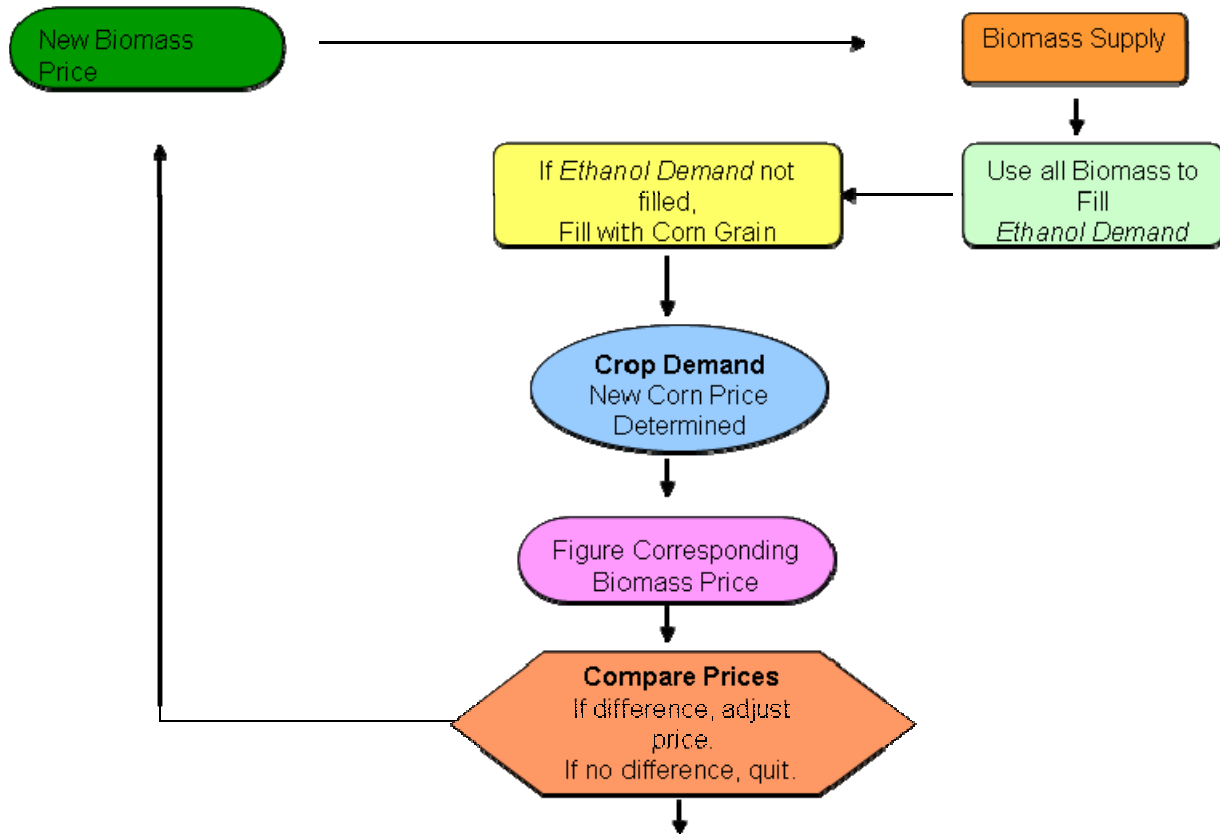 New Biomass
Price
Biomass Supply
Use all Biomass to
Fill
Ethanol Demand
If Ethanol Demand not
filled,
Fill with Corn Grain
Crop Demand
New Corn Price
Determined
Figure Corresponding
Biomass Price
Compare Prices
If difference, adjust
price.
If no difference, quit.